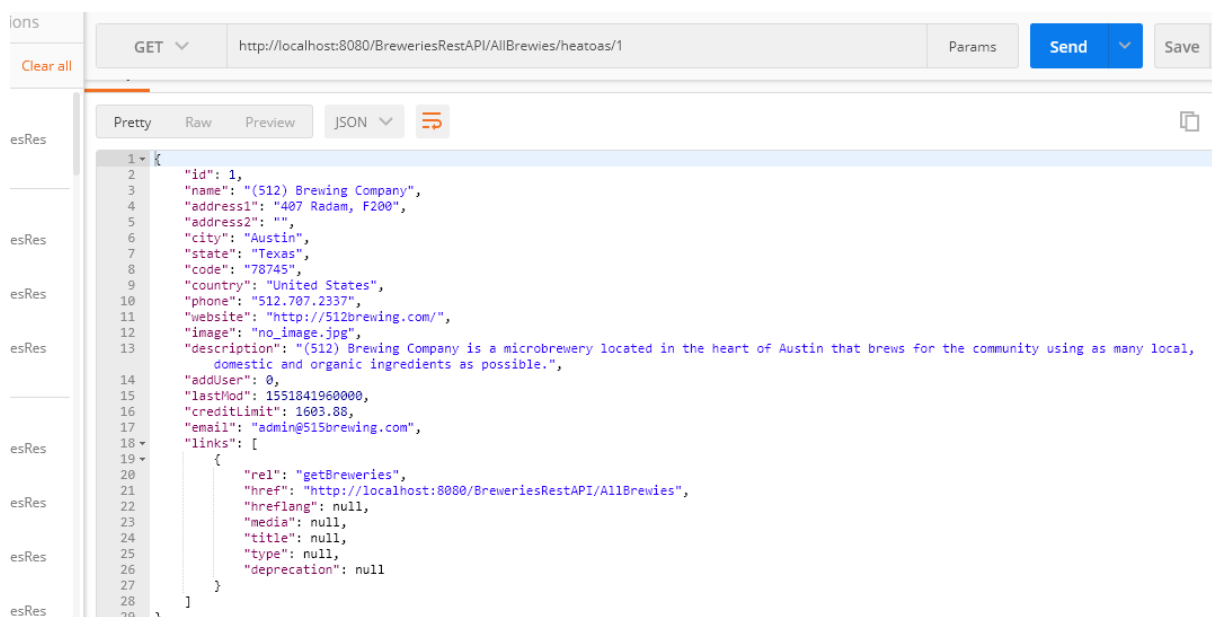 ions
GET http://localhost:8080/BreweriesRestAPI/AllBrewies/heatoas/1 Params Send Save
Clear all
Pretty Raw Preview JSON
esRes
esRes
esRes
esRes
esRes
esRes
esRes
esRes
1 {
2 "id": 1,
3 "name": "(512) Brewing Company",
4 "address1": "407 Radam, F200",
5 "address2": "",
6 "city": "Austin",
7 "state": "Texas",
8 "code": "78745",
9 "country": "United States",
10 "phone": "512.707.2337",
11 "website": "http://512brewing.com/",
12 "image": "no_image.jpg",
13 "description": "(512) Brewing Company is a microbrewery located in the heart of Austin that brews for the community using as many local,
domestic and organic ingredients as possible.",
14 "addUser": 0,
15 "lastMod": 1551841960000,
16 "creditLimit": 1603.88,
17 "email": "admin@515brewing.com",
18 "links": [
19 {
20 "rel": "getBreweries",
21 "href": "http://localhost:8080/BreweriesRestAPI/AllBrewies",
22 "hreflang": null,
23 "media": null,
24 "title": null,
25 "type": null,
26 "deprecation": null
27 }
28 ]
29 }